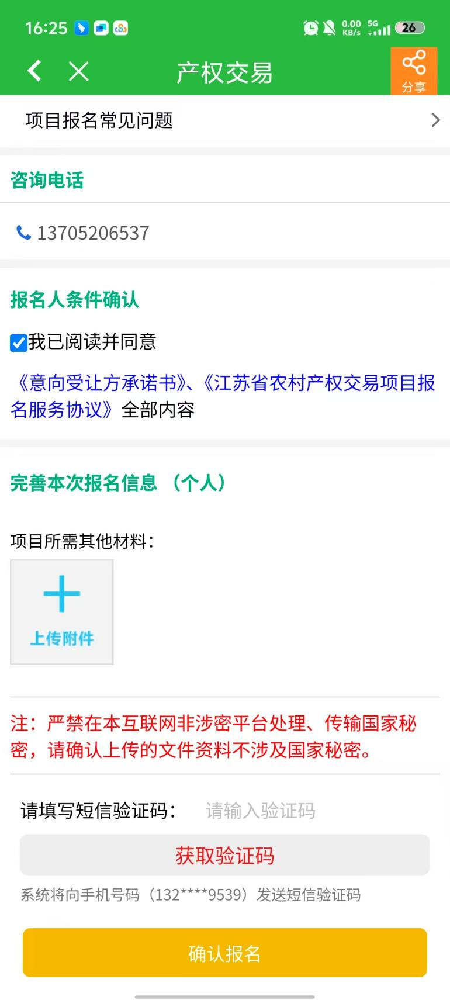 16:25
0.00 KB/s 5G 26
产权交易
分享
项目报名常见问题
咨询电话
13705206537
报名人条件确认
我已阅读并同意
《意向受让方承诺书》、《江苏省农村产权交易项目报
名服务协议》全部内容
完善本次报名信息 （个人）
项目所需其他材料：
上传附件
注：严禁在本互联网非涉密平台处理、传输国家秘
密，请确认上传的文件资料不涉及国家秘密。
请填写短信验证码： 请输入验证码
获取验证码
系统将向手机号码（132****9539）发送短信验证码
确认报名